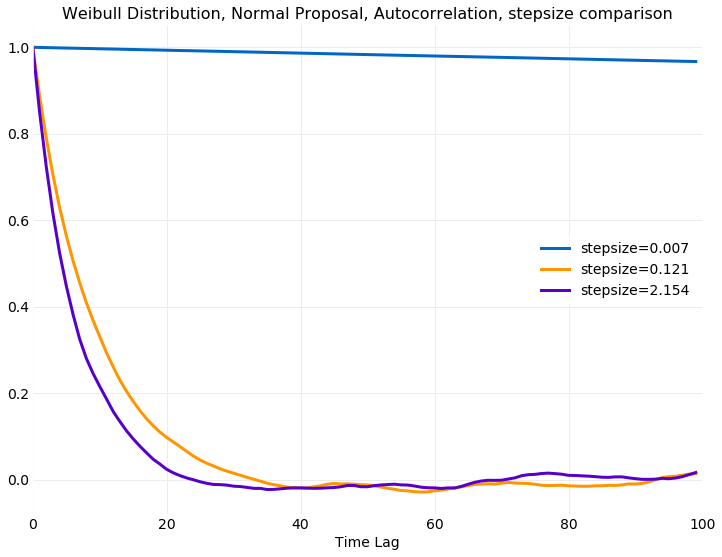 Weibull Distribution, Normal Proposal, Autocorrelation, stepsize comparison
1.0
0.8
0.6
0.4
0.2
0.0
stepsize=0.007
stepsize=0.121
stepsize=2.154
0 20 40 60 80 100
Time Lag